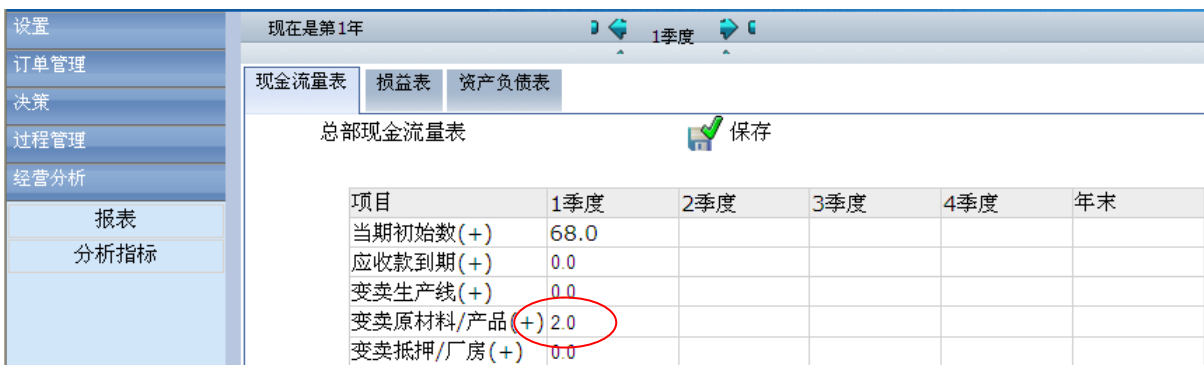 设置
订单管理
决策
过程管理
经营分析
报表
分析指标
现在是第1年
1季度
现金流量表 损益表 资产负债表
总部现金流量表 保存
项目 1季度 2季度 3季度 4季度 年末
当期初始数(+) 68.0
应收款到期(+) 0.0
变卖生产线(+) 0.0
变卖原材料/产品(+) 2.0
变卖抵押/厂房(+) 0.0